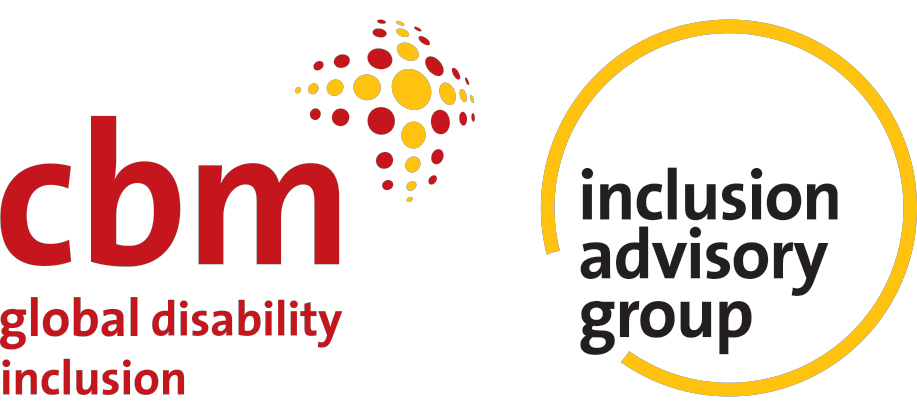 cbm
global disability
inclusion
inclusion
advisory
group